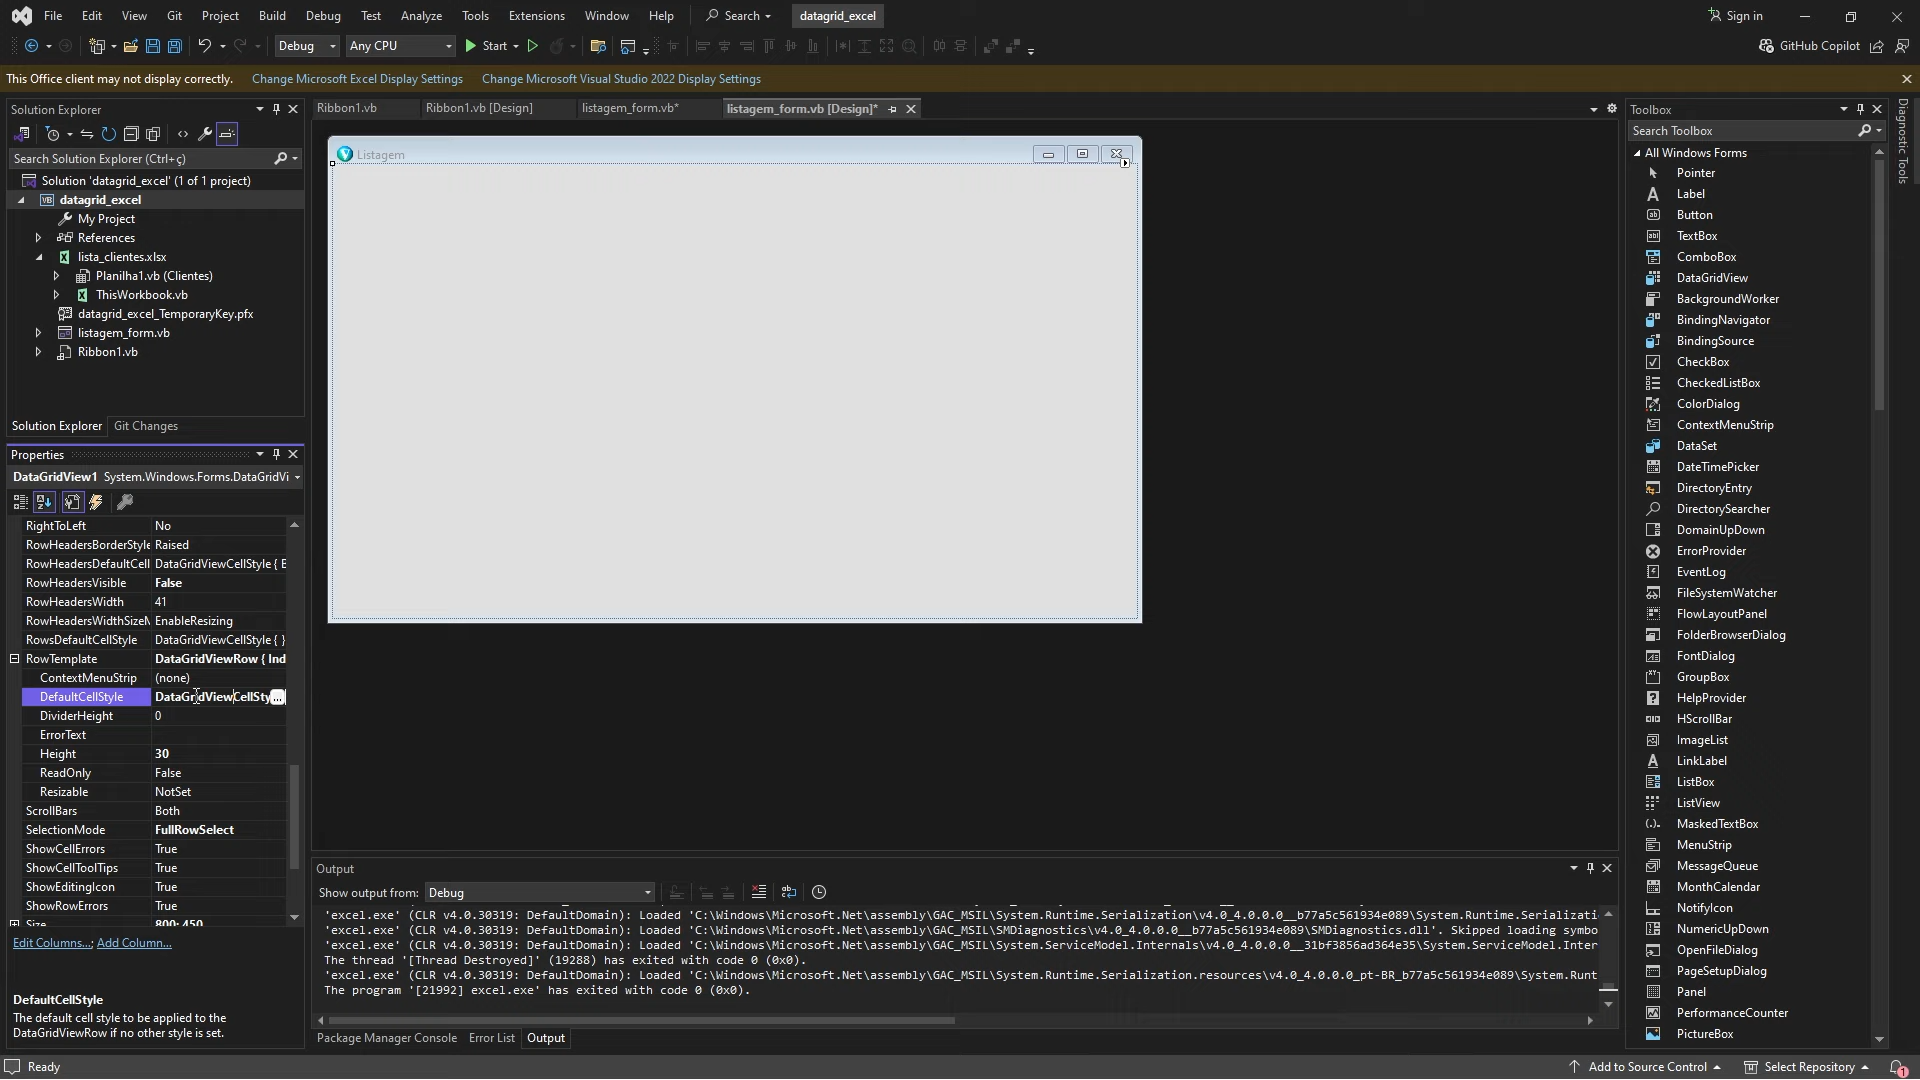 File Edit View Git Project Build Debug Test Analyze Tools Extensions Window Help Search datagrid_excel Sign in
Debug Any CPU Start GitHub Copilot
This Office client may not display correctly. Change Microsoft Excel Display Settings Change Microsoft Visual Studio 2022 Display Settings
Solution Explorer
Search Solution Explorer (Ctrl+ç)
Solution 'datagrid_excel' (1 of 1 project)
VB datagrid_excel
My Project
References
lista_clientes.xlsx
Planilha1.vb (Clientes)
ThisWorkbook.vb
datagrid_excel_TemporaryKey.pfx
listagem_form.vb
Ribbon1.vb
Solution Explorer Git Changes
Properties
DataGridView1 System.Windows.Forms.DataGridVi
RightToLeft No
RowHeadersBorderStyle Raised
RowHeadersDefaultCell DataGridViewCellStyle { B
RowHeadersVisible False
RowHeadersWidth 41
RowHeadersWidthSizeM EnableResizing
RowsDefaultCellStyle DataGridViewCellStyle { }
RowTemplate DataGridViewRow { Ind
ContextMenuStrip (none)
DefaultCellStyle DataGridViewCellSty ...
DividerHeight 0
ErrorText
Height 30
ReadOnly False
Resizable NotSet
ScrollBars Both
SelectionMode FullRowSelect
ShowCellErrors True
ShowCellToolTips True
ShowEditingIcon True
ShowRowErrors True
Size 800; 450
Edit Columns..., Add Column...
DefaultCellStyle
The default cell style to be applied to the
DataGridViewRow if no other style is set.
Ribbon1.vb Ribbon1.vb [Design] listagem_form.vb* listagem_form.vb [Design]*
Listagem
Output
Show output from: Debug
'excel.exe' (CLR v4.0.30319: DefaultDomain): Loaded 'C:\Windows\Microsoft.Net\assembly\GAC_MSIL\System.Runtime.Serialization\v4.0_4.0.0.0__b77a5c561934e089\System.Runtime.Serializati
'excel.exe' (CLR v4.0.30319: DefaultDomain): Loaded 'C:\Windows\Microsoft.Net\assembly\GAC_MSIL\SMDiagnostics\v4.0_4.0.0.0__b77a5c561934e089\SMDiagnostics.dll'. Skipped loading symbo
'excel.exe' (CLR v4.0.30319: DefaultDomain): Loaded 'C:\Windows\Microsoft.Net\assembly\GAC_MSIL\System.ServiceModel.Internals\v4.0_4.0.0.0__31bf3856ad364e35\System.ServiceModel.Inter
The thread '[Thread Destroyed]' (19288) has exited with code 0 (0x0).
'excel.exe' (CLR v4.0.30319: DefaultDomain): Loaded 'C:\Windows\Microsoft.Net\assembly\GAC_MSIL\System.Runtime.Serialization.resources\v4.0_4.0.0.0_pt-BR_b77a5c561934e089\System.Runt
The program '[21992] excel.exe' has exited with code 0 (0x0).
Package Manager Console Error List Output
Toolbox
Search Toolbox
All Windows Forms
Pointer
Label
Button
TextBox
ComboBox
DataGridView
BackgroundWorker
BindingNavigator
BindingSource
CheckBox
CheckedListBox
ColorDialog
ContextMenuStrip
DataSet
DateTimePicker
DirectoryEntry
DirectorySearcher
DomainUpDown
ErrorProvider
EventLog
FileSystemWatcher
FlowLayoutPanel
FolderBrowserDialog
FontDialog
GroupBox
HelpProvider
HScrollBar
ImageList
LinkLabel
ListBox
ListView
MaskedTextBox
MenuStrip
MessageQueue
MonthCalendar
NotifyIcon
NumericUpDown
OpenFileDialog
PageSetupDialog
Panel
PerformanceCounter
PictureBox
Diagnostic Tools
Ready Add to Source Control Select Repository 1